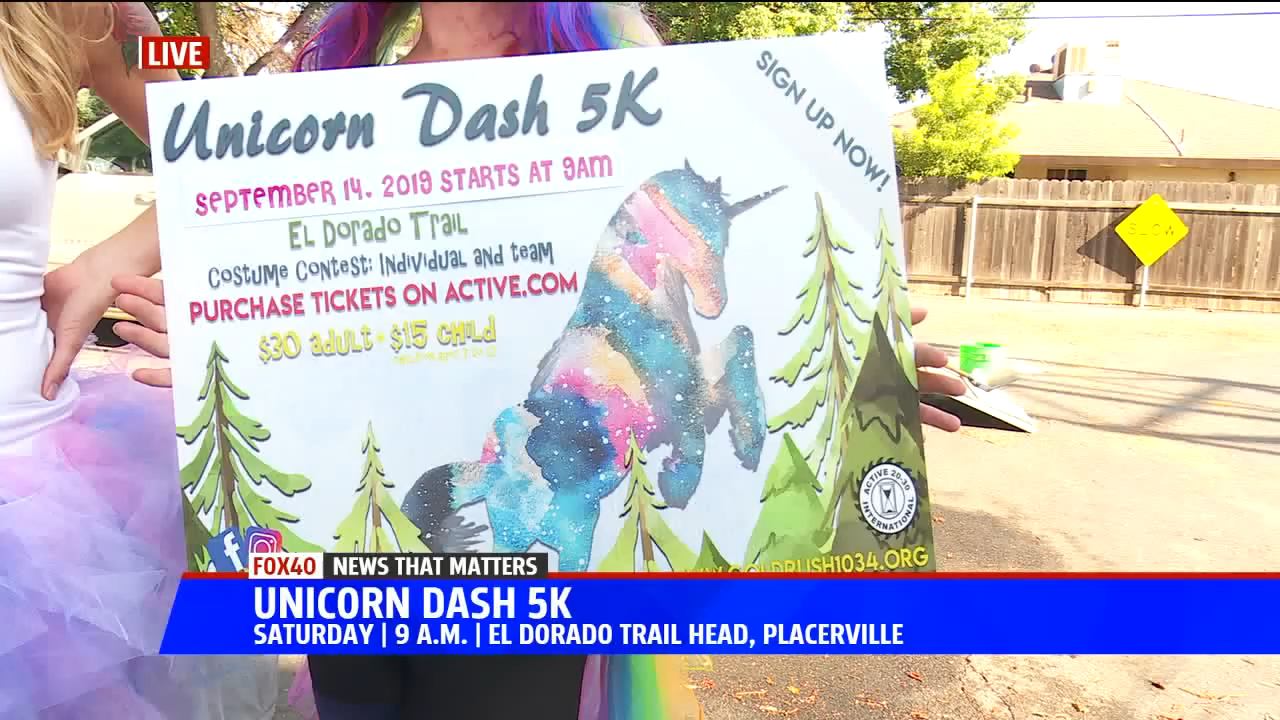 LIVE
Unicorn Dash 5K
SIGN UP NOW!
SEPTEMBER 14, 2019 STARTS AT 9AM
EL DORADO TRAIL
COSTUME CONTEST: INDIVIDUAL AND TEAM
PURCHASE TICKETS ON ACTIVE.COM
$30 ADULT • $15 CHILD
SLOW
ACTIVE 20-30
INTERNATIONAL
GOLDRUSH1034.ORG
FOX40 NEWS THAT MATTERS
UNICORN DASH 5K
SATURDAY | 9 A.M. | EL DORADO TRAIL HEAD, PLACERVILLE